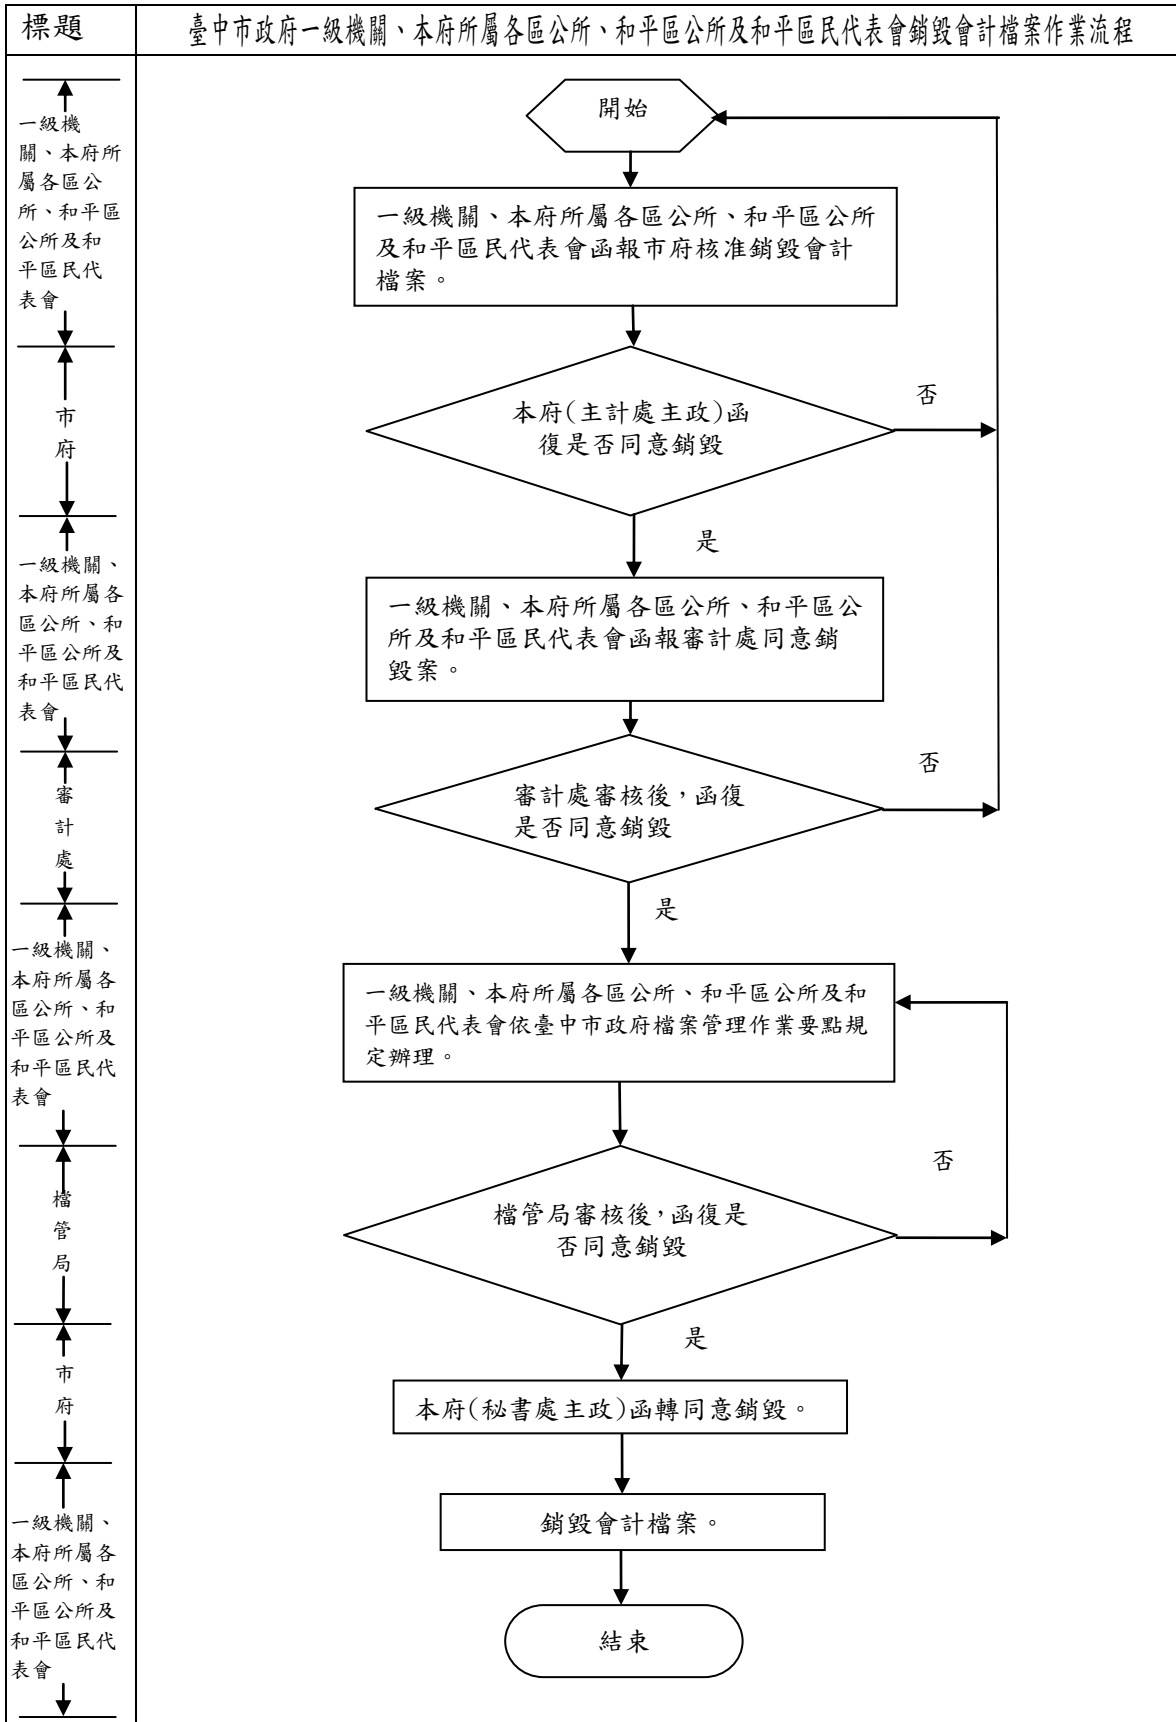 標題
臺中市政府一級機關、本府所屬各區公所、和平區公所及和平區民代表會銷毀會計檔案作業流程
一級機
關、本府所
屬各區公
所、和平區
公所及和
平區民代
表會
開始
一級機關、本府所屬各區公所、和平區公所
及和平區民代表會函報市府核准銷毀會計
檔案。
市
府
本府(主計處主政)函
復是否同意銷毀
否
是
一級機關、
本府所屬各
區公所、和
平區公所及
和平區民代
表會
一級機關、本府所屬各區公所、和平區公
所及和平區民代表會函報審計處同意銷
毀案。
審
計
處
審計處審核後，函復
是否同意銷毀
否
是
一級機關、
本府所屬各
區公所、和
平區公所及
和平區民代
表會
一級機關、本府所屬各區公所、和平區公所及和
平區民代表會依臺中市政府檔案管理作業要點規
定辦理。
檔
管
局
檔管局審核後，函復是
否同意銷毀
否
是
市
府
本府(秘書處主政)函轉同意銷毀。
一級機關、
本府所屬各
區公所、和
平區公所及
和平區民代
表會
銷毀會計檔案。
結束